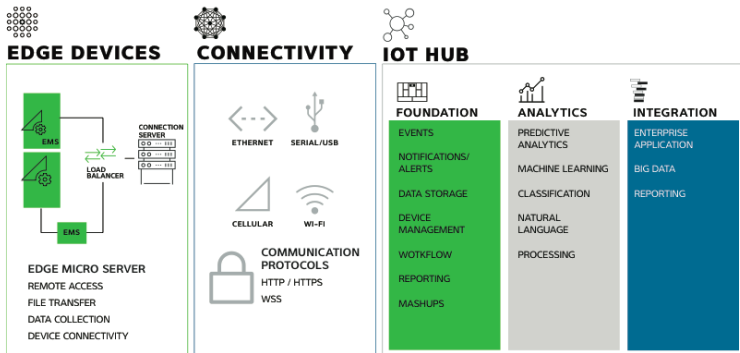 EDGE DEVICES
EMS
LOAD
BALANCER
CONNECTION
SERVER
EMS
EDGE MICRO SERVER
REMOTE ACCESS
FILE TRANSFER
DATA COLLECTION
DEVICE CONNECTIVITY
CONNECTIVITY
ETHERNET
SERIAL/USB
CELLULAR
WI-FI
COMMUNICATION
PROTOCOLS
HTTP / HTTPS
WSS
IOT HUB
FOUNDATION
EVENTS
NOTIFICATIONS/
ALERTS
DATA STORAGE
DEVICE
MANAGEMENT
WOTKFLOW
REPORTING
MASHUPS
ANALYTICS
PREDICTIVE
ANALYTICS
MACHINE LEARNING
CLASSIFICATION
NATURAL
LANGUAGE
PROCESSING
INTEGRATION
ENTERPRISE
APPLICATION
BIG DATA
REPORTING